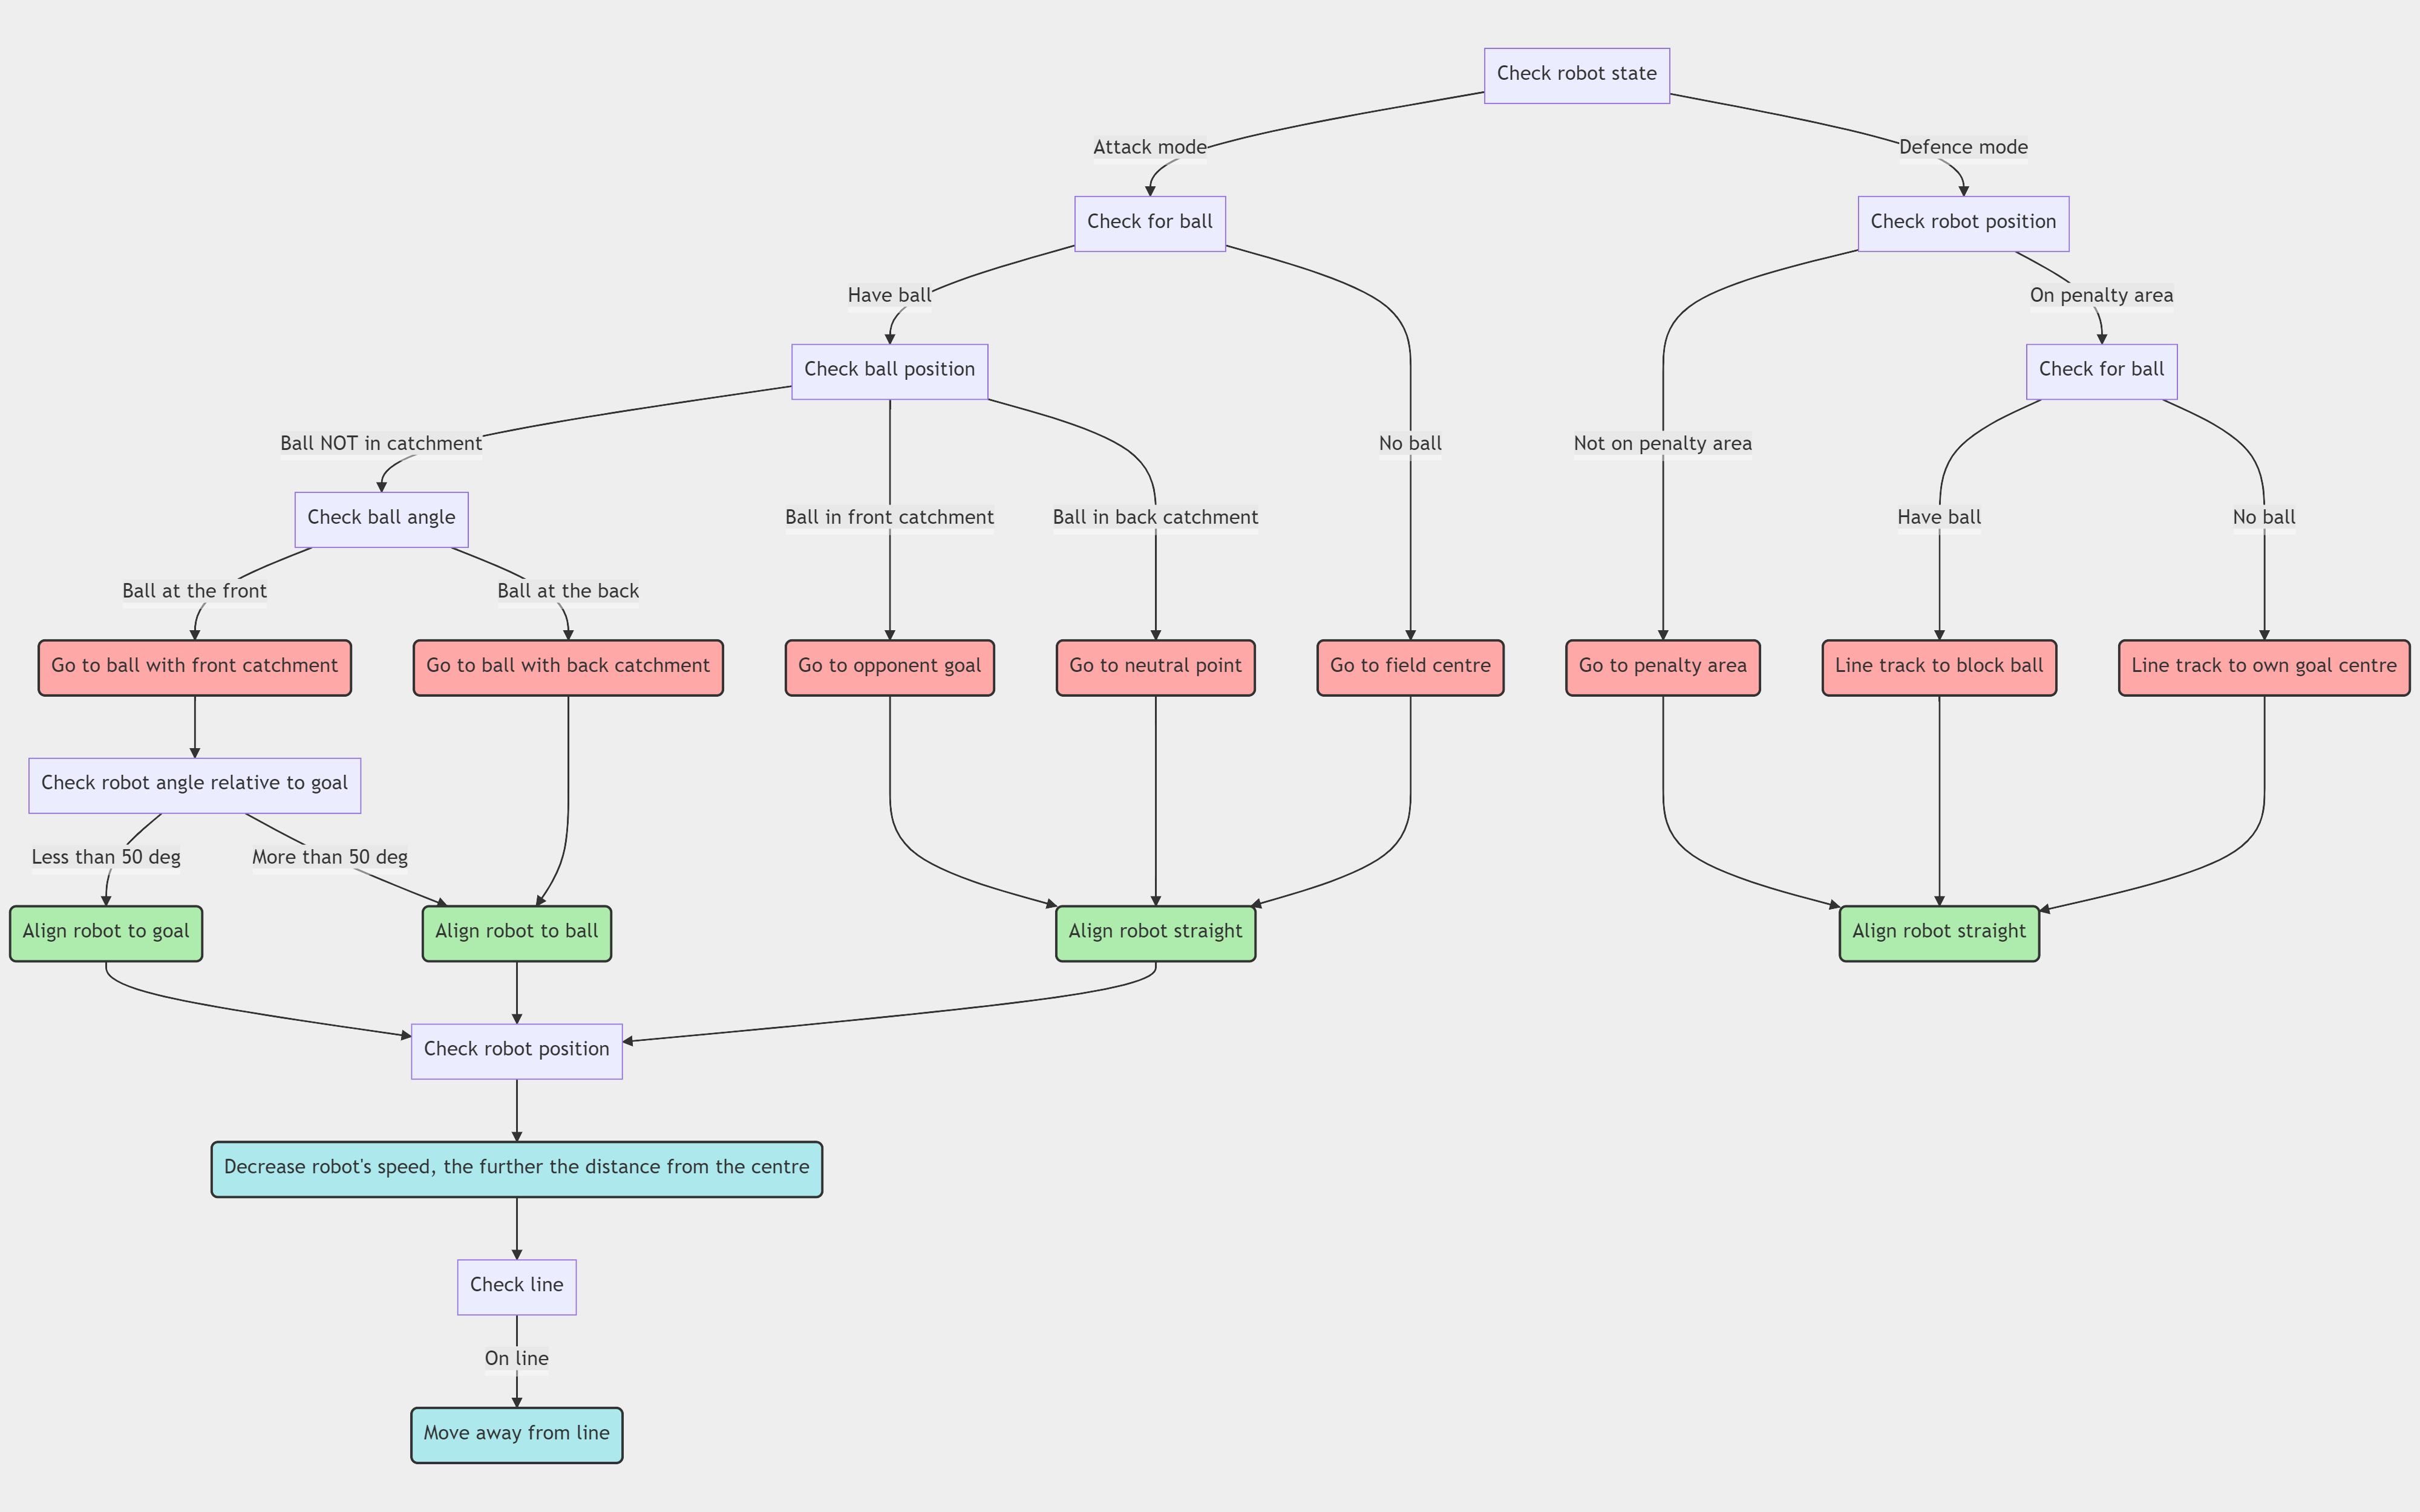 Check robot state
Attack mode
Defence mode
Check for ball
Check robot position
Have ball
On penalty area
Check ball position
Check for ball
Ball NOT in catchment
No ball
Not on penalty area
Check ball angle
Ball in front catchment
Ball in back catchment
Have ball
No ball
Ball at the front
Ball at the back
Go to ball with front catchment
Go to ball with back catchment
Go to opponent goal
Go to neutral point
Go to field centre
Go to penalty area
Line track to block ball
Line track to own goal centre
Check robot angle relative to goal
Less than 50 deg
More than 50 deg
Align robot to goal
Align robot to ball
Align robot straight
Align robot straight
Check robot position
Decrease robot's speed, the further the distance from the centre
Check line
On line
Move away from line